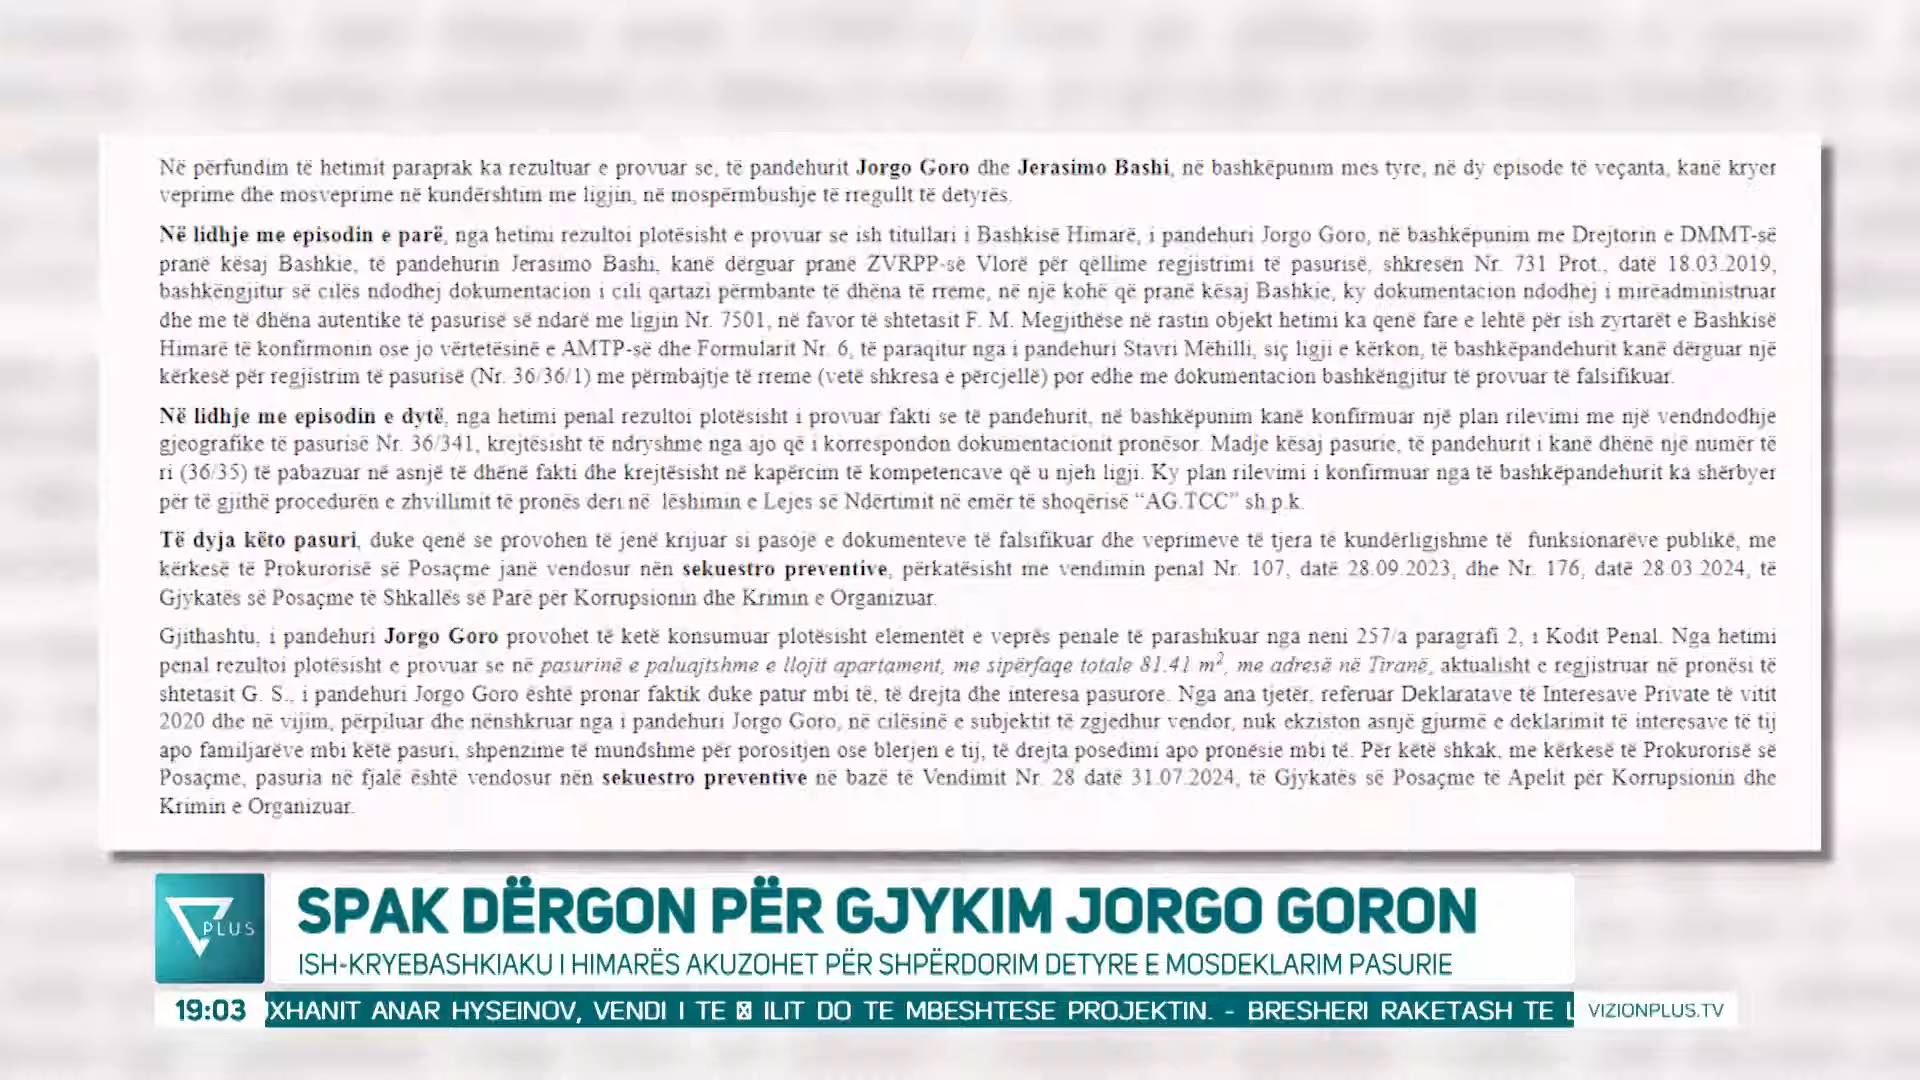 Në përfundim të hetimit paraprak ka rezultuar e provuar se, të pandehurit Jorgo Goro dhe Jerasimo Bashi, në bashkëpunim mes tyre, në dy episode të veçanta, kanë kryer
veprime dhe mosveprime në kundërshtim me ligjin, në mospërmbushje të rregullt të detyrës.
Në lidhje me episodin e parë, nga hetimi rezultoi plotësisht e provuar se ish titullari i Bashkisë Himarë, i pandehuri Jorgo Goro, në bashkëpunim me Drejtorin e DMMT-së
pranë kësaj Bashkie, të pandehurin Jerasimo Bashi, kanë dërguar pranë ZVRPP-së Vlorë për qëllime regjistrimi të pasurisë, shkresën Nr. 731 Prot., datë 18.03.2019,
bashkëngjitur së cilës ndodhej dokumentacion i cili qartazi përmbante të dhëna të rreme, në një kohë që pranë kësaj Bashkie, ky dokumentacion ndodhej i mirëadministruar
dhe me të dhëna autentike të pasurisë së ndarë me ligjin Nr. 7501, në favor të shtetasit F. M. Megjithëse në rastin objekt hetimi ka qenë fare e lehtë për ish zyrtarët e Bashkisë
Himarë të konfirmonin ose jo vërtetësinë e AMTP-së dhe Formularit Nr. 6, të paraqitur nga i pandehuri Stavri Mëhilli, siç ligji e kërkon, të bashkëpandehurit kanë dërguar një
kërkesë për regjistrim të pasurisë (Nr. 36/36/1) me përmbajtje të rreme (vetë shkresa e përcjellë) por edhe me dokumentacion bashkëngjitur të provuar të falsifikuar.
Në lidhje me episodin e dytë, nga hetimi penal rezultoi plotësisht i provuar fakti se të pandehurit, në bashkëpunim kanë konfirmuar një plan rilevimi me një vendndodhje
gjeografike të pasurisë Nr. 36/341, krejtësisht të ndryshme nga ajo që i korrespondon dokumentacionit pronësor. Madje kësaj pasurie, të pandehurit i kanë dhënë një numër të
ri (36/35) të pabazuar në asnjë të dhënë fakti dhe krejtësisht në kapërcim të kompetencave që u njeh ligji. Ky plan rilevimi i konfirmuar nga të bashkëpandehurit ka shërbyer
për të gjithë procedurën e zhvillimit të pronës deri në lëshimin e Lejes së Ndërtimit në emër të shoqërisë “AG.TCC” sh.p.k.
Të dyja këto pasuri, duke qenë se provohen të jenë krijuar si pasojë e dokumenteve të falsifikuar dhe veprimeve të tjera të kundërligjshme të funksionarëve publikë, me
kërkesë të Prokurorisë së Posaçme janë vendosur nën sekuestro preventive, përkatësisht me vendimin penal Nr. 107, datë 28.09.2023, dhe Nr. 176, datë 28.03.2024, të
Gjykatës së Posaçme të Shkallës së Parë për Korrupsionin dhe Krimin e Organizuar.
Gjithashtu, i pandehuri Jorgo Goro provohet të ketë konsumuar plotësisht elementët e veprës penale të parashikuar nga neni 257/a paragrafi 2, i Kodit Penal. Nga hetimi
penal rezultoi plotësisht e provuar se në pasurinë e paluajtshme e llojit apartament, me sipërfaqe totale 81.41 m², me adresë në Tiranë, aktualisht e regjistruar në pronësi të
shtetasit G. S., i pandehuri Jorgo Goro është pronar faktik duke patur mbi të, të drejta dhe interesa pasurore. Nga ana tjetër, referuar Deklaratave të Interesave Private të vitit
2020 dhe në vijim, përpiluar dhe nënshkruar nga i pandehuri Jorgo Goro, në cilësinë e subjektit të zgjedhur vendor, nuk ekziston asnjë gjurmë e deklarimit të interesave të tij
apo familjarëve mbi këtë pasuri, shpenzime të mundshme për porositjen ose blerjen e tij, të drejta posedimi apo pronësie mbi të. Për këtë shkak, me kërkesë të Prokurorisë së
Posaçme, pasuria në fjalë është vendosur nën sekuestro preventive në bazë të Vendimit Nr. 28 datë 31.07.2024, të Gjykatës së Posaçme të Apelit për Korrupsionin dhe
Krimin e Organizuar.
PLUS
SPAK DËRGON PËR GJYKIM JORGO GORON
ISH-KRYEBASHKIAKU I HIMARËS AKUZOHET PËR SHPËRDORIM DETYRE E MOSDEKLARIM PASURIE
19:03 XHANIT ANAR HYSEINOV, VENDI I TE ILIT DO TE MBESHTESE PROJEKTIN. - BRESHERI RAKETASH TE L VIZIONPLUS.TV